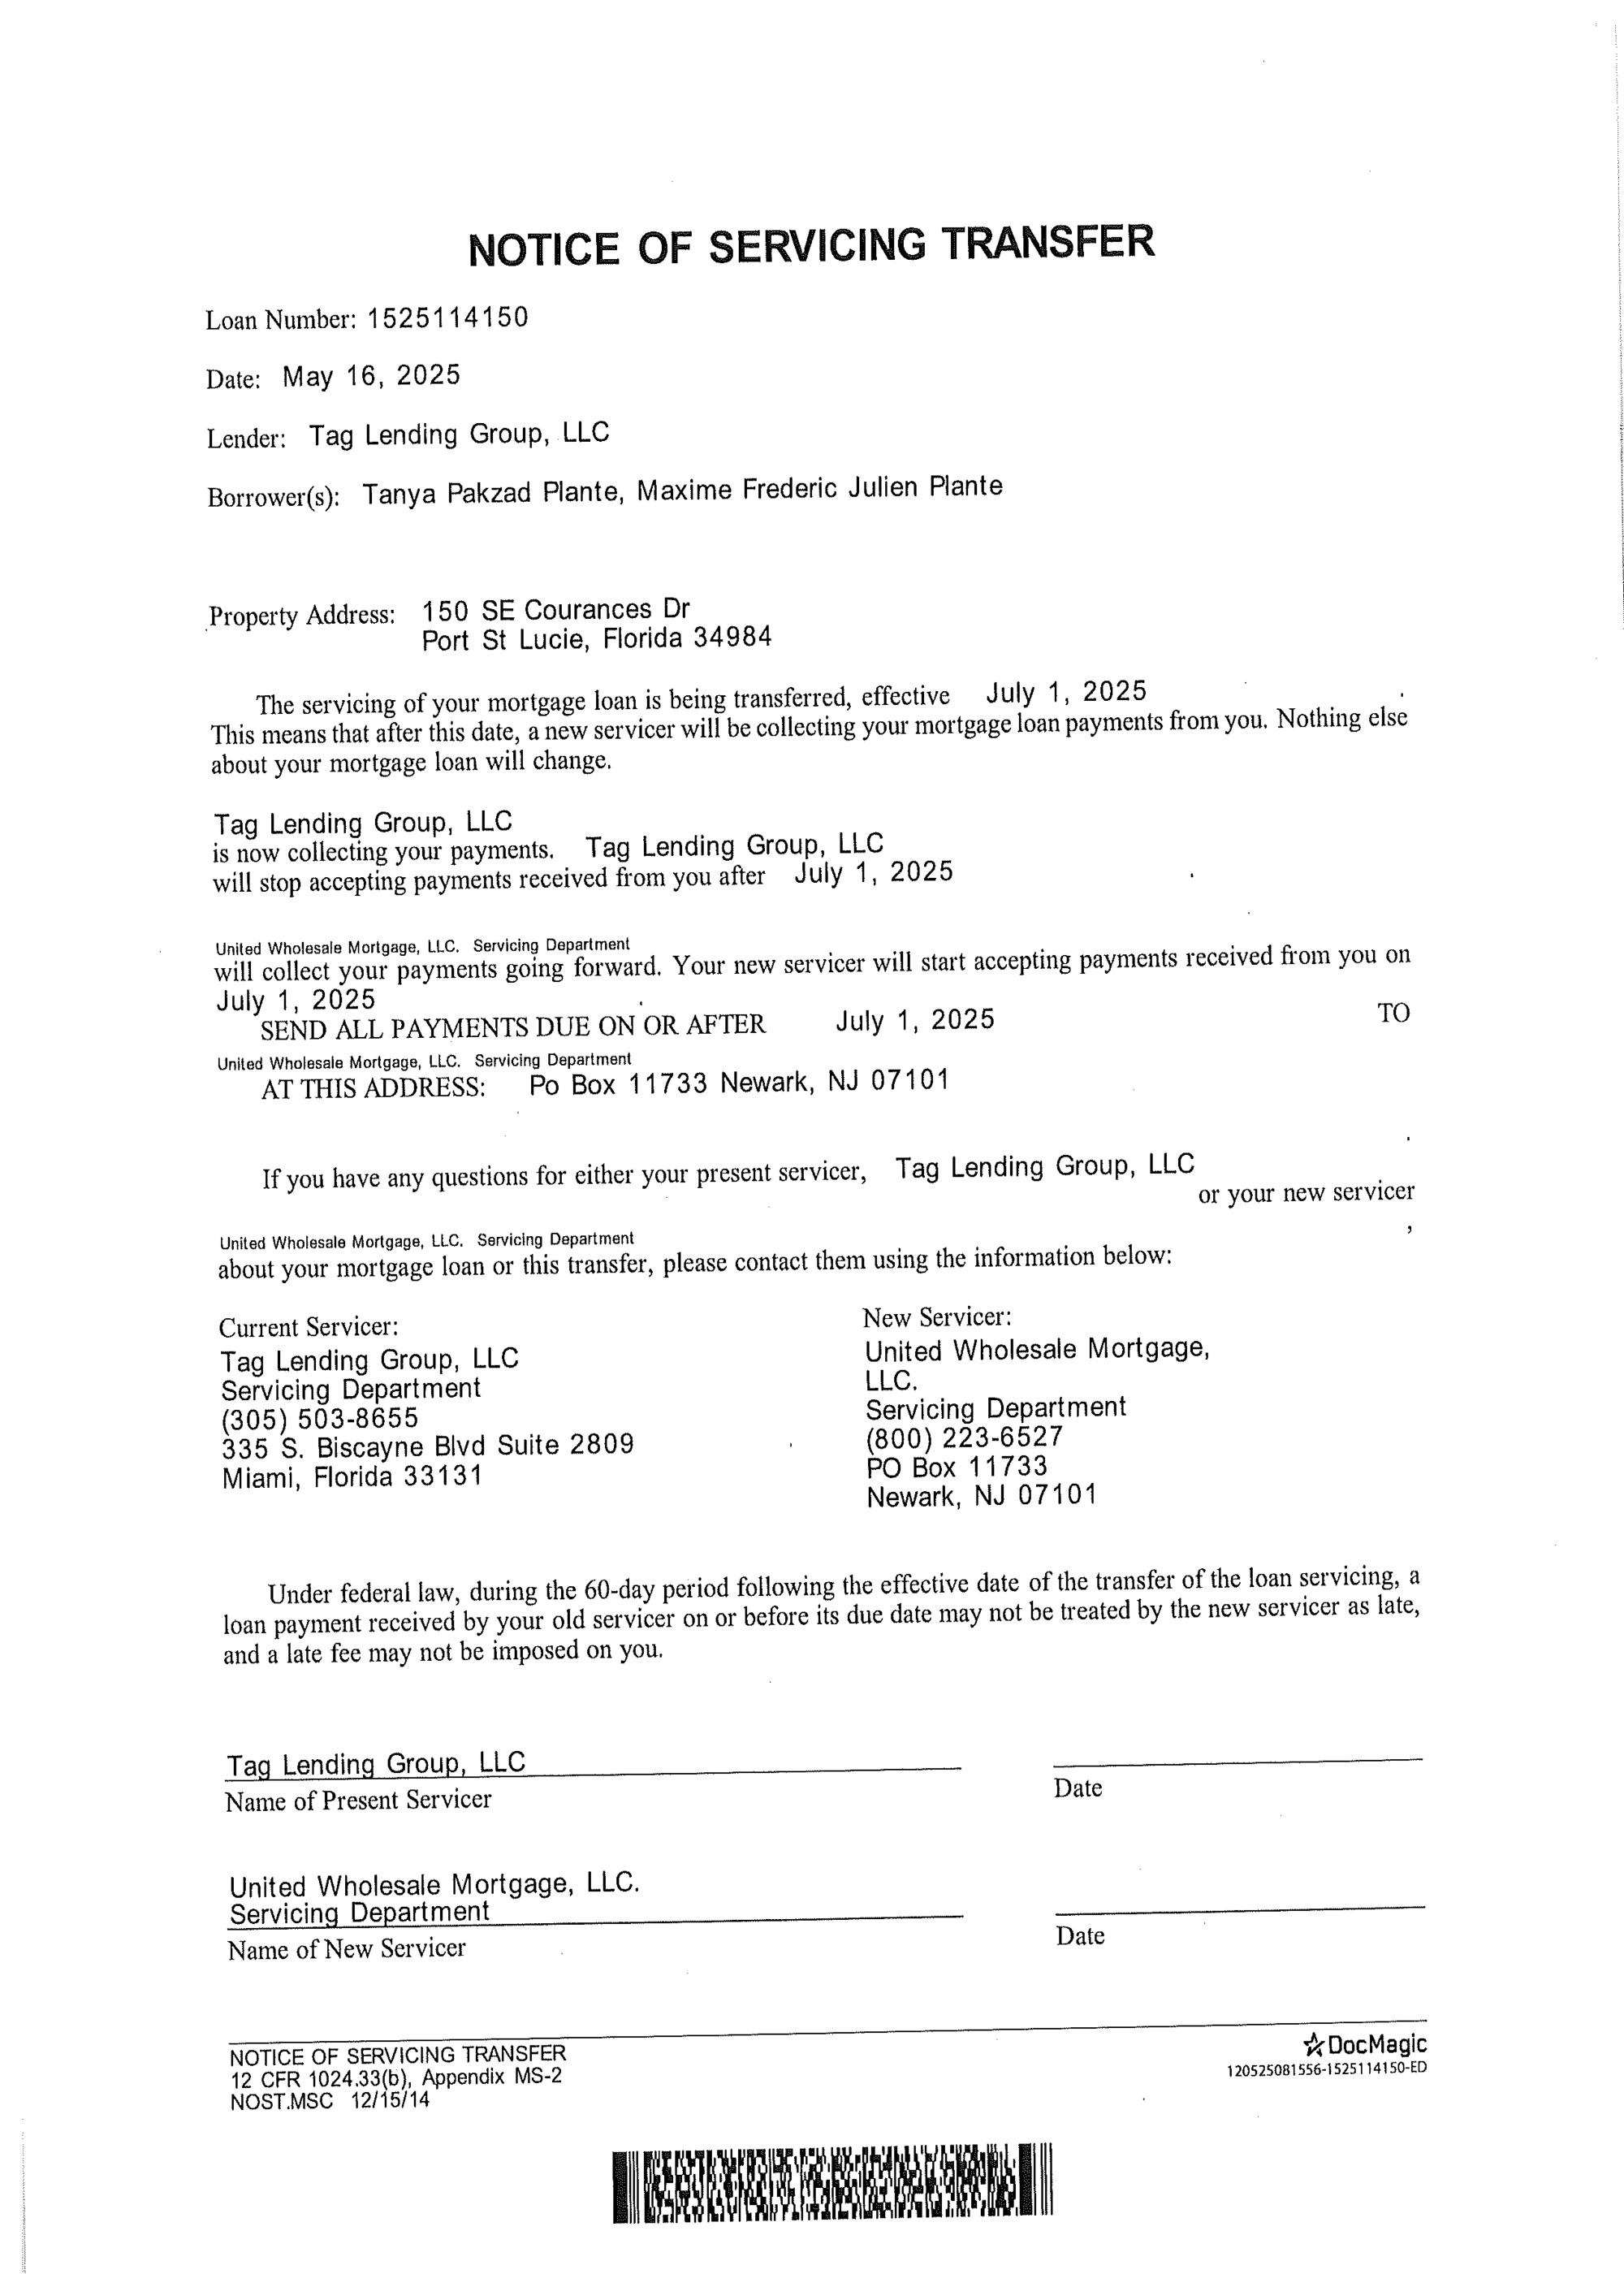 NOTICE OF SERVICING TRANSFER
Loan Number: 1525114150
Date: May 16, 2025
Lender: Tag Lending Group, LLC
Borrower(s): Tanya Pakzad Plante, Maxime Frederic Julien Plante
Property Address: 150 SE Courances Dr
Port St Lucie, Florida 34984
The servicing of your mortgage loan is being transferred, effective July 1, 2025 .
This means that after this date, a new servicer will be collecting your mortgage loan payments from you. Nothing else
about your mortgage loan will change.
Tag Lending Group, LLC
is now collecting your payments. Tag Lending Group, LLC
will stop accepting payments received from you after July 1, 2025 .
United Wholesale Mortgage, LLC. Servicing Department
will collect your payments going forward. Your new servicer will start accepting payments received from you on
July 1, 2025 .
SEND ALL PAYMENTS DUE ON OR AFTER July 1, 2025 TO
United Wholesale Mortgage, LLC. Servicing Department
AT THIS ADDRESS: Po Box 11733 Newark, NJ 07101
.
If you have any questions for either your present servicer, Tag Lending Group, LLC
or your new servicer
United Wholesale Mortgage, LLC. Servicing Department ,
about your mortgage loan or this transfer, please contact them using the information below:
Current Servicer:
Tag Lending Group, LLC
Servicing Department
(305) 503-8655
335 S. Biscayne Blvd Suite 2809
Miami, Florida 33131
New Servicer:
United Wholesale Mortgage,
LLC.
Servicing Department
(800) 223-6527
PO Box 11733
Newark, NJ 07101
Under federal law, during the 60-day period following the effective date of the transfer of the loan servicing, a
loan payment received by your old servicer on or before its due date may not be treated by the new servicer as late,
and a late fee may not be imposed on you.
Tag Lending Group, LLC
Name of Present Servicer Date
United Wholesale Mortgage, LLC.
Servicing Department
Name of New Servicer Date
NOTICE OF SERVICING TRANSFER
12 CFR 1024.33(b), Appendix MS-2
NOST.MSC 12/15/14
DocMagic
120525081556-1525114150-ED